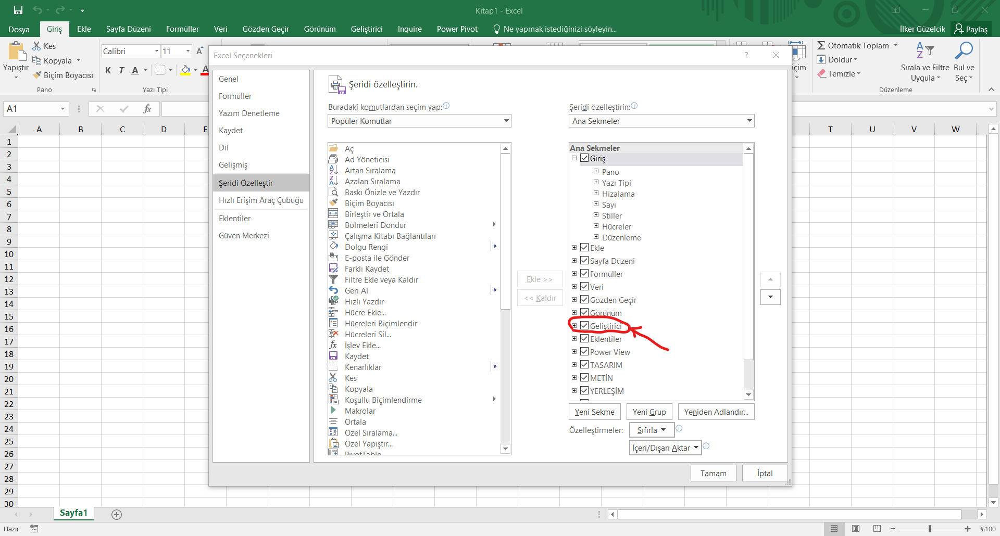 Kitap1 - Excel
Dosya Giriş Ekle Sayfa Düzeni Formüller Veri Gözden Geçir Görünüm Geliştirici Inquire Power Pivot Ne yapmak istediğinizi söyleyin... İlker Güzelcik Paylaş
Yapıştır
Kes
Kopyala
Biçim Boyacısı
Pano
Calibri 11 A
K T A A
Yazı Tipi
Otomatik Toplam
Doldur
Temizle
Sırala ve Filtre
Uygula
Bul ve
Seç
Düzenleme
A1
fx
A B C D E T U V W
1
2
3
4
5
6
7
8
9
10
11
12
13
14
15
16
17
18
19
20
21
22
23
24
25
26
27
28
29
30
Excel Seçenekleri ?
Genel
Formüller
Yazım Denetleme
Kaydet
Dil
Gelişmiş
Şeridi Özelleştir
Hızlı Erişim Araç Çubuğu
Eklentiler
Güven Merkezi
Şeridi özelleştirin.
Buradaki komutlardan seçim yap:
Popüler Komutlar
Aç
Ad Yöneticisi
Artan Sıralama
Azalan Sıralama
Baskı Önizle ve Yazdır
Biçim Boyacısı
Birleştir ve Ortala
Bölmeleri Dondur
Çalışma Kitabı Bağlantıları
Dolgu Rengi
E-posta ile Gönder
Farklı Kaydet
Filtre Ekle veya Kaldır
Geri Al
Hızlı Yazdır
Hücre Ekle...
Hücreleri Biçimlendir
Hücreleri Sil...
İşlev Ekle...
Kaydet
Kenarlıklar
Kes
Kopyala
Koşullu Biçimlendirme
Makrolar
Ortala
Özel Sıralama...
Özel Yapıştır...
PivotTable
Ekle >>
<< Kaldır
Şeridi özelleştirin:
Ana Sekmeler
Ana Sekmeler
Giriş
Pano
Yazı Tipi
Hizalama
Sayı
Stiller
Hücreler
Düzenleme
Ekle
Sayfa Düzeni
Formüller
Veri
Gözden Geçir
Görünüm
Geliştirici
Eklentiler
Power View
TASARIM
METİN
YERLEŞİM
Yeni Sekme Yeni Grup Yeniden Adlandır...
Özelleştirmeler: Sıfırla
İçeri/Dışarı Aktar
Tamam İptal
Sayfa1
Hazır %100